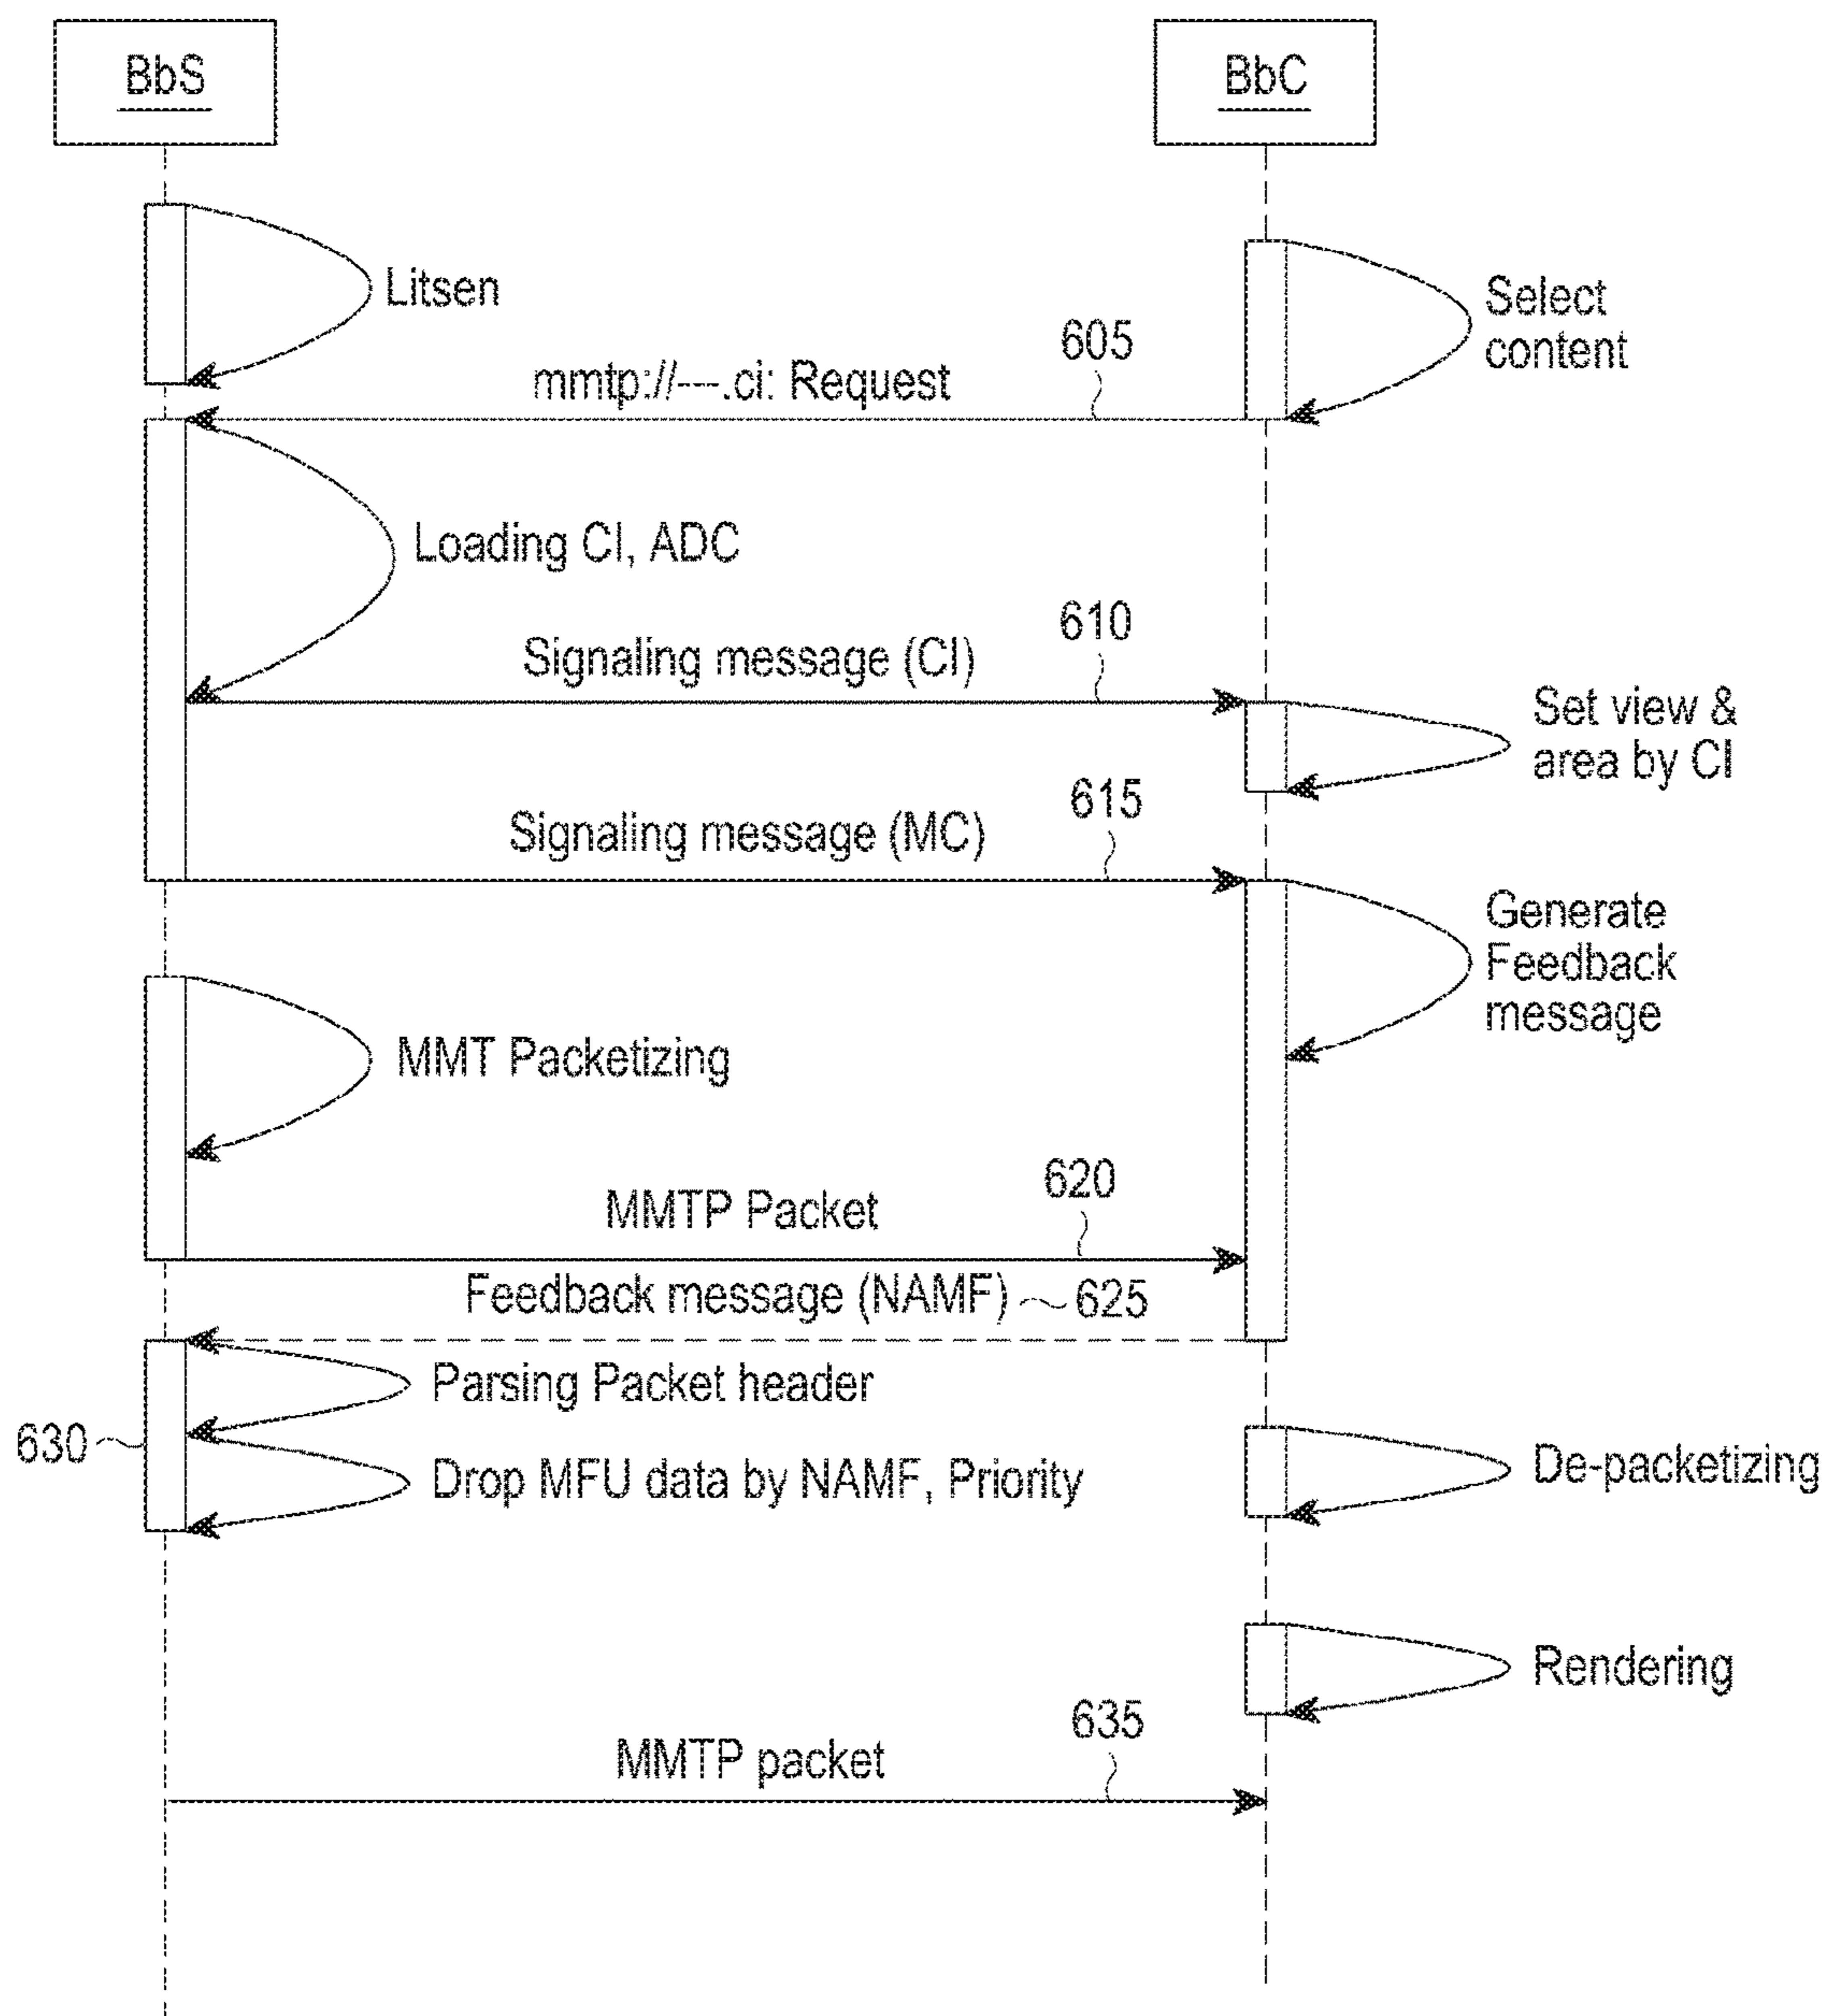 BbS
BbC
Litsen
Select
content
605
mmtp://---.ci: Request
Loading CI, ADC
610
Signaling message (CI)
Set view &
area by CI
615
Signaling message (MC)
Generate
Feedback
message
MMT Packetizing
620
MMTP Packet
Feedback message (NAMF) 625
Parsing Packet header
630
Drop MFU data by NAMF, Priority
De-packetizing
Rendering
635
MMTP packet